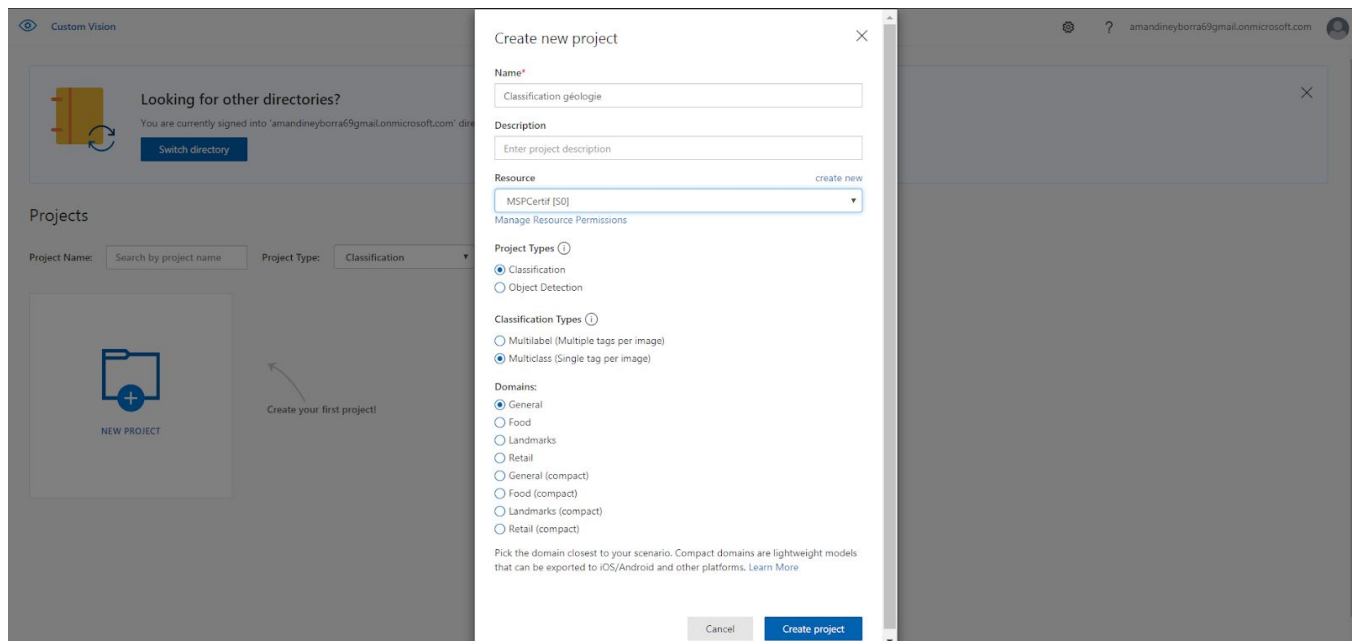 Custom Vision
? amandineyborra69gmail.onmicrosoft.com
Looking for other directories?
You are currently signed into 'amandineyborra69gmail.onmicrosoft.com' dire
Switch directory
Projects
Project Name: Search by project name Project Type: Classification
NEW PROJECT
Create your first project!
Create new project
Name*
Classification géologie
Description
Enter project description
Resource create new
MSPCertif [S0]
Manage Resource Permissions
Project Types i
Classification
Object Detection
Classification Types i
Multilabel (Multiple tags per image)
Multiclass (Single tag per image)
Domains:
General
Food
Landmarks
Retail
General (compact)
Food (compact)
Landmarks (compact)
Retail (compact)
Pick the domain closest to your scenario. Compact domains are lightweight models
that can be exported to iOS/Android and other platforms. Learn More
Cancel Create project